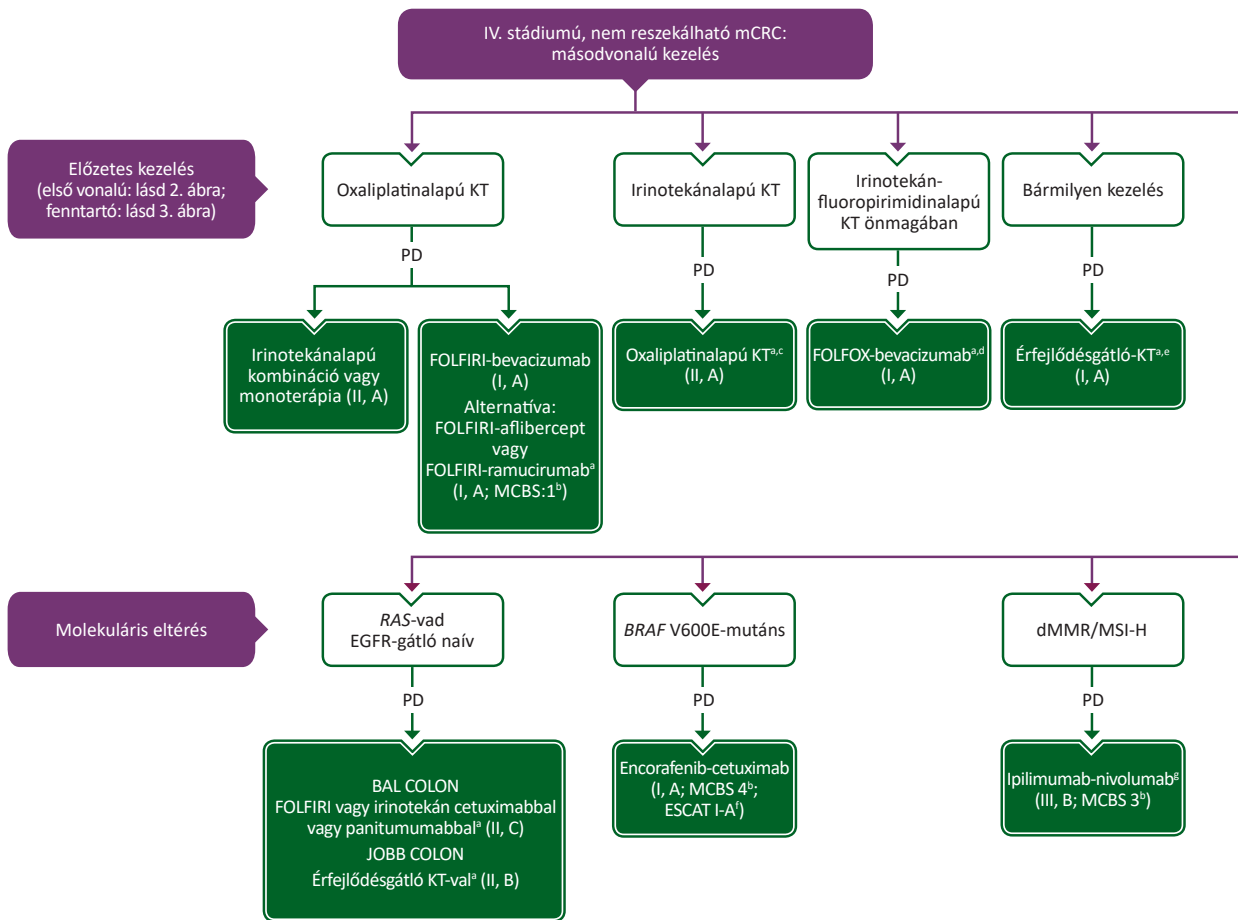 IV. stádiumú, nem reszekálható mCRC:
másodvonalú kezelés
Előzetes kezelés
(első vonalú: lásd 2. ábra;
fenntartó: lásd 3. ábra)
Oxaliplatinalapú KT
Irinotekánalapú KT
Irinotekán-
fluoropirimidinalapú
KT önmagában
Bármilyen kezelés
PD
PD
PD
PD
Irinotekánalapú
kombináció vagy
monoterápia (II, A)
FOLFIRI-bevacizumab
(I, A)
Alternatíva:
FOLFIRI-aflibercept
vagy
FOLFIRI-ramucirumabᵃ
(I, A; MCBS:1ᵇ)
Oxaliplatinalapú KTᵃ,ᶜ
(II, A)
FOLFOX-bevacizumabᵃ,ᵈ
(I, A)
Érfejlődésgátló-KTᵃ,ᵉ
(I, A)
Molekuláris eltérés
RAS-vad
EGFR-gátló naív
BRAF V600E-mutáns
dMMR/MSI-H
PD
PD
PD
BAL COLON
FOLFIRI vagy irinotekán cetuximabbal
vagy panitumumabbalᵃ (II, C)
JOBB COLON
Érfejlődésgátló KT-valᵃ (II, B)
Encorafenib-cetuximab
(I, A; MCBS 4ᵇ;
ESCAT I-Aᶠ)
Ipilimumab-nivolumabᵍ
(III, B; MCBS 3ᵇ)